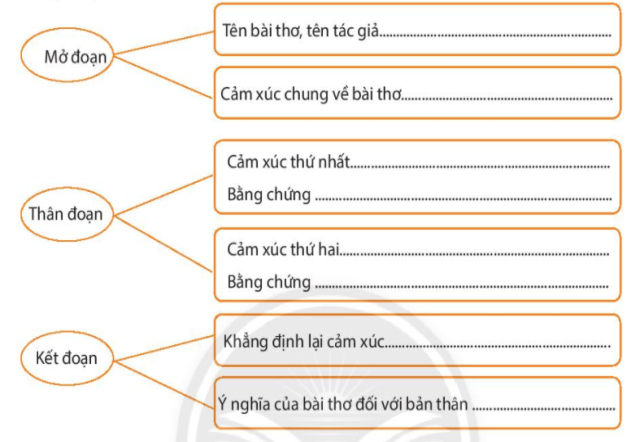 Mở đoạn
Tên bài thơ, tên tác giả................................................................
Cảm xúc chung về bài thơ..........................................................
Thân đoạn
Cảm xúc thứ nhất.......................................................................
Bằng chứng ................................................................................
Cảm xúc thứ hai.........................................................................
Bằng chứng ...............................................................................
Kết đoạn
Khẳng định lại cảm xúc..............................................................
Ý nghĩa của bài thơ đối với bản thân .......................................